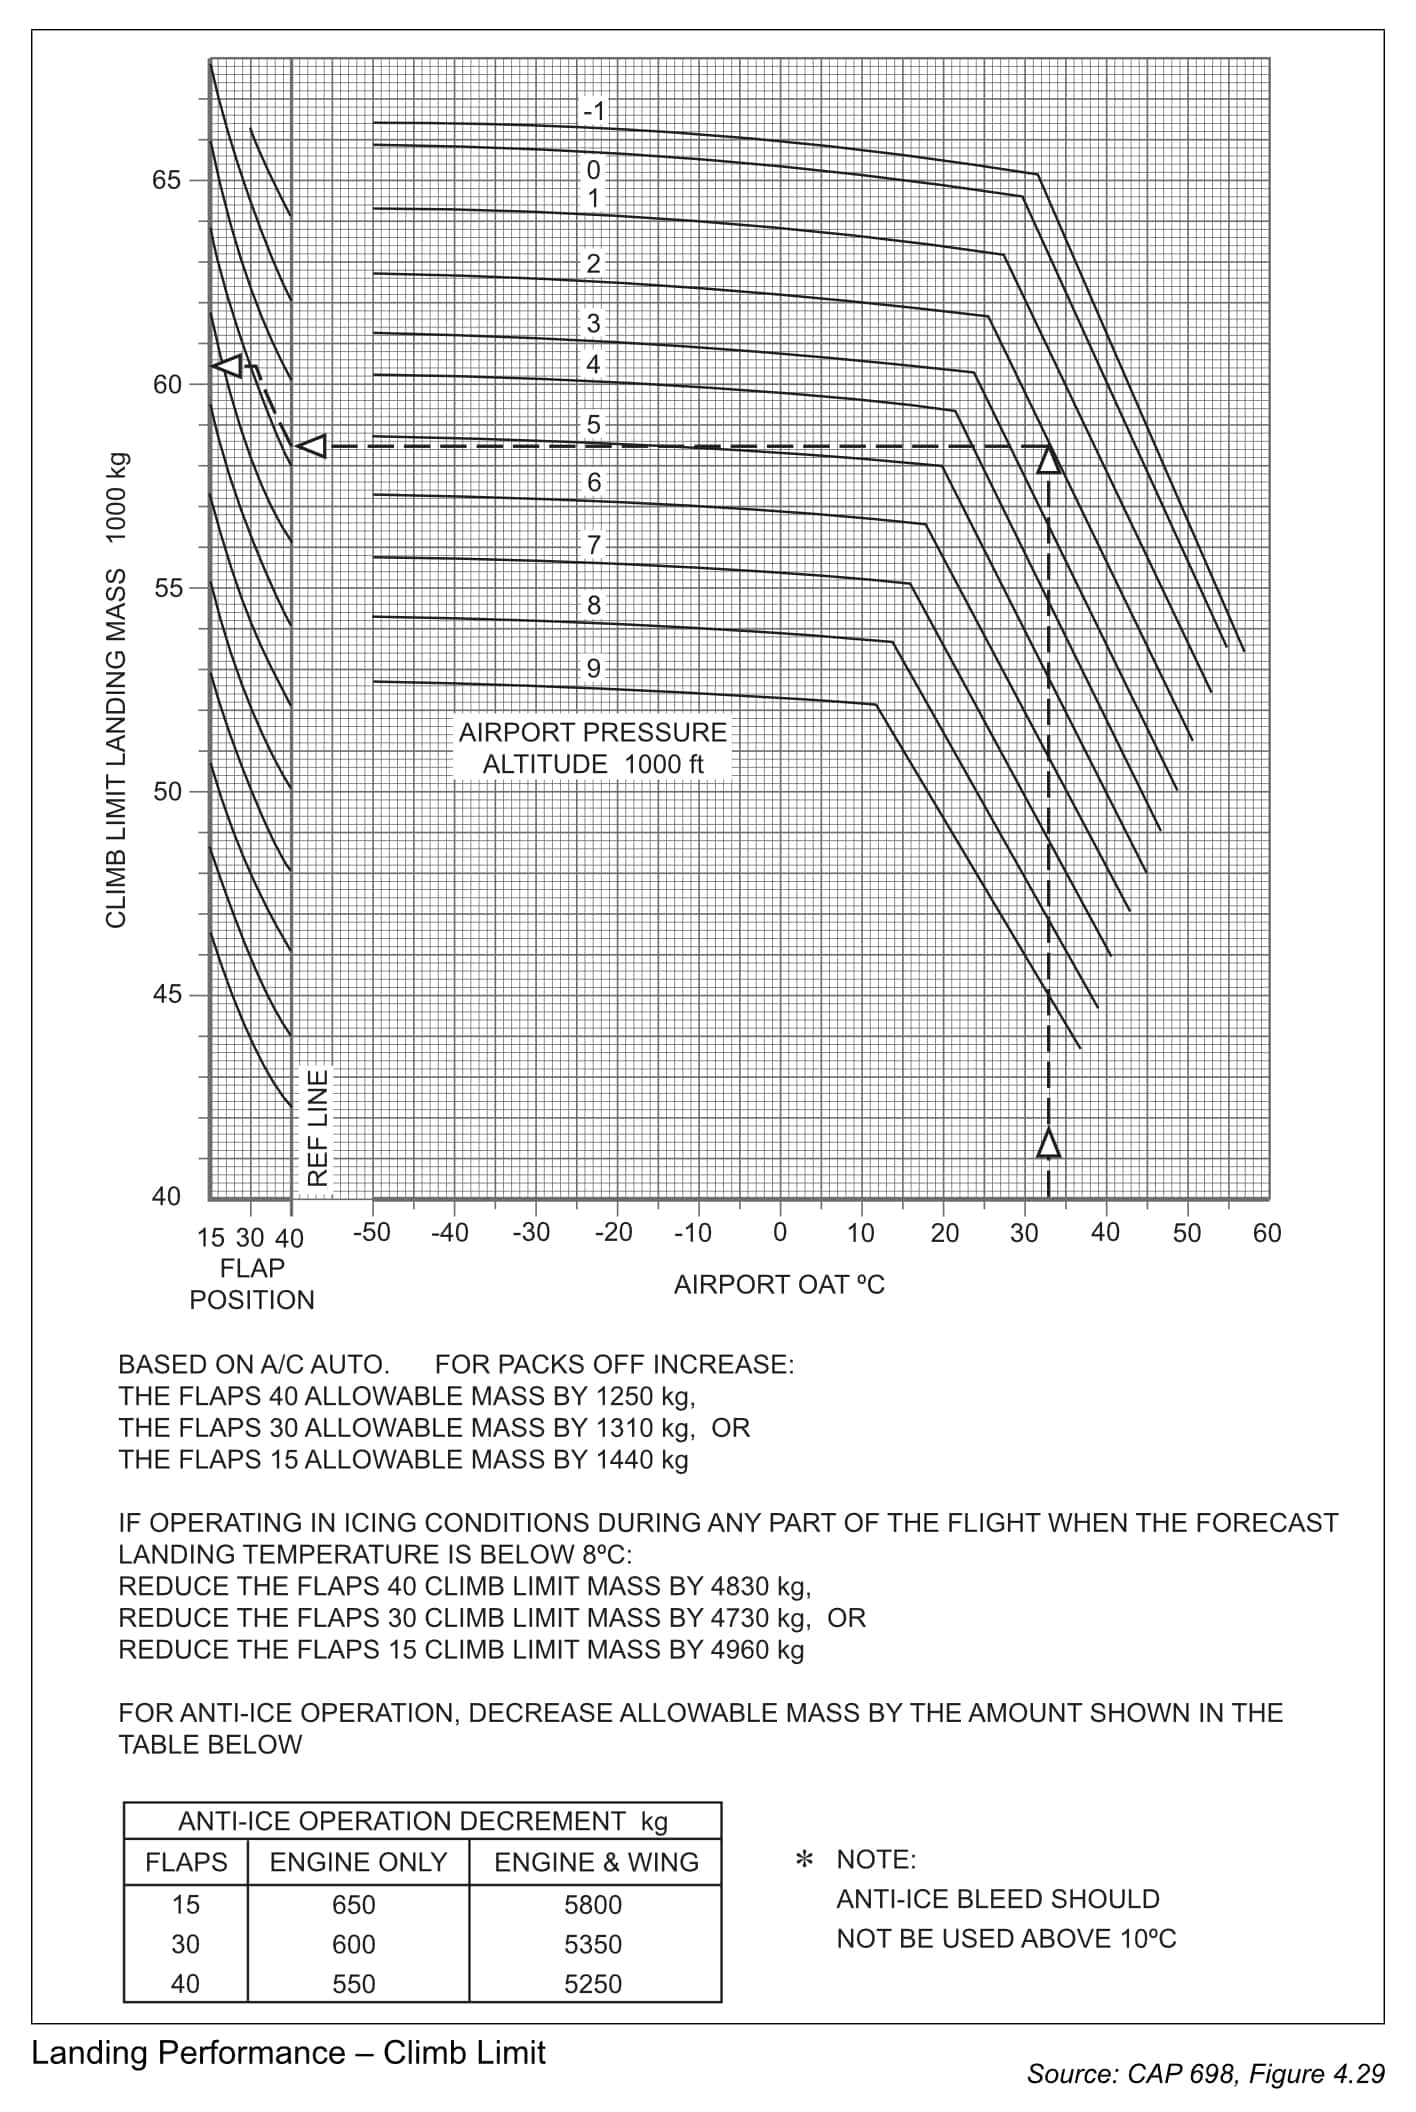 -1
0
1
2
3
4
5
6
7
8
9
65
60
55
50
45
40
CLIMB LIMIT LANDING MASS 1000 kg
AIRPORT PRESSURE
ALTITUDE 1000 ft
REF LINE
15 30 40 -50 -40 -30 -20 -10 0 10 20 30 40 50 60
FLAP
POSITION
AIRPORT OAT ºC
BASED ON A/C AUTO. FOR PACKS OFF INCREASE:
THE FLAPS 40 ALLOWABLE MASS BY 1250 kg,
THE FLAPS 30 ALLOWABLE MASS BY 1310 kg, OR
THE FLAPS 15 ALLOWABLE MASS BY 1440 kg
IF OPERATING IN ICING CONDITIONS DURING ANY PART OF THE FLIGHT WHEN THE FORECAST
LANDING TEMPERATURE IS BELOW 8ºC:
REDUCE THE FLAPS 40 CLIMB LIMIT MASS BY 4830 kg,
REDUCE THE FLAPS 30 CLIMB LIMIT MASS BY 4730 kg, OR
REDUCE THE FLAPS 15 CLIMB LIMIT MASS BY 4960 kg
FOR ANTI-ICE OPERATION, DECREASE ALLOWABLE MASS BY THE AMOUNT SHOWN IN THE
TABLE BELOW
ANTI-ICE OPERATION DECREMENT kg
FLAPS ENGINE ONLY ENGINE & WING
15 650 5800
30 600 5350
40 550 5250
* NOTE:
ANTI-ICE BLEED SHOULD
NOT BE USED ABOVE 10ºC
Landing Performance – Climb Limit
Source: CAP 698, Figure 4.29